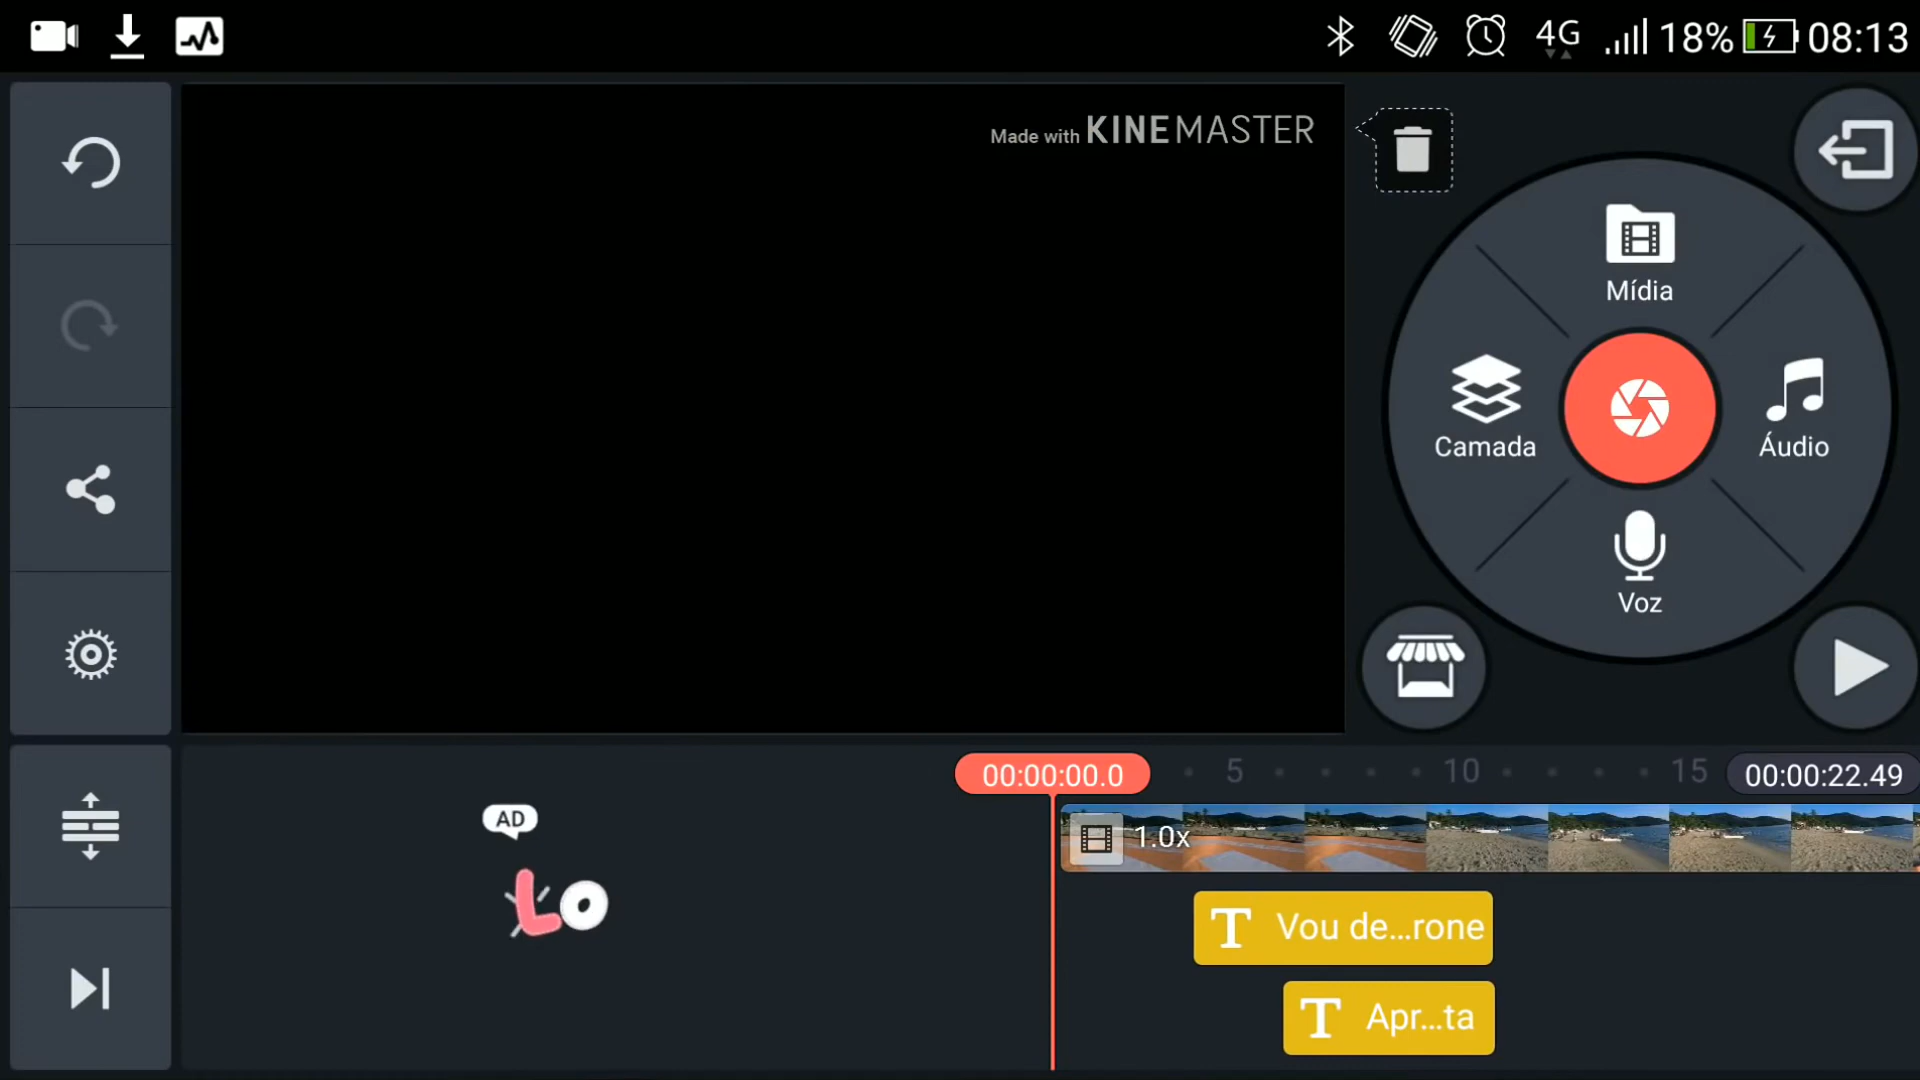 4G 18% 08:13
Made with KINEMASTER
Mídia
Camada
Áudio
Voz
00:00:00.0 5 10 15 00:00:22.49
AD
1.0x
LO
T Vou de...rone
T Apr...ta